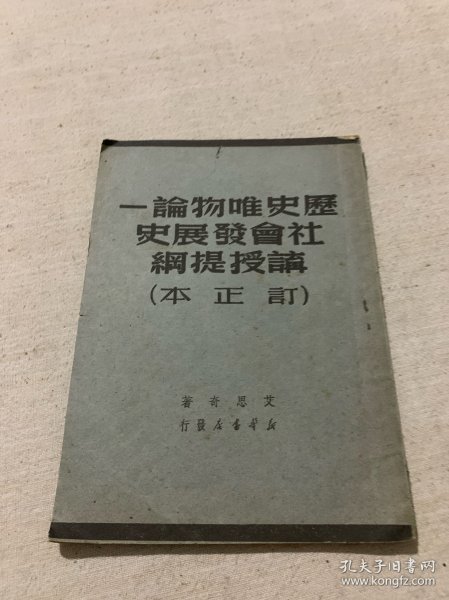 歷史唯物論一
社會發展史
講授提綱
(訂正本)
艾思奇著
新華書店發行
孔夫子旧书网
www.kongfz.com